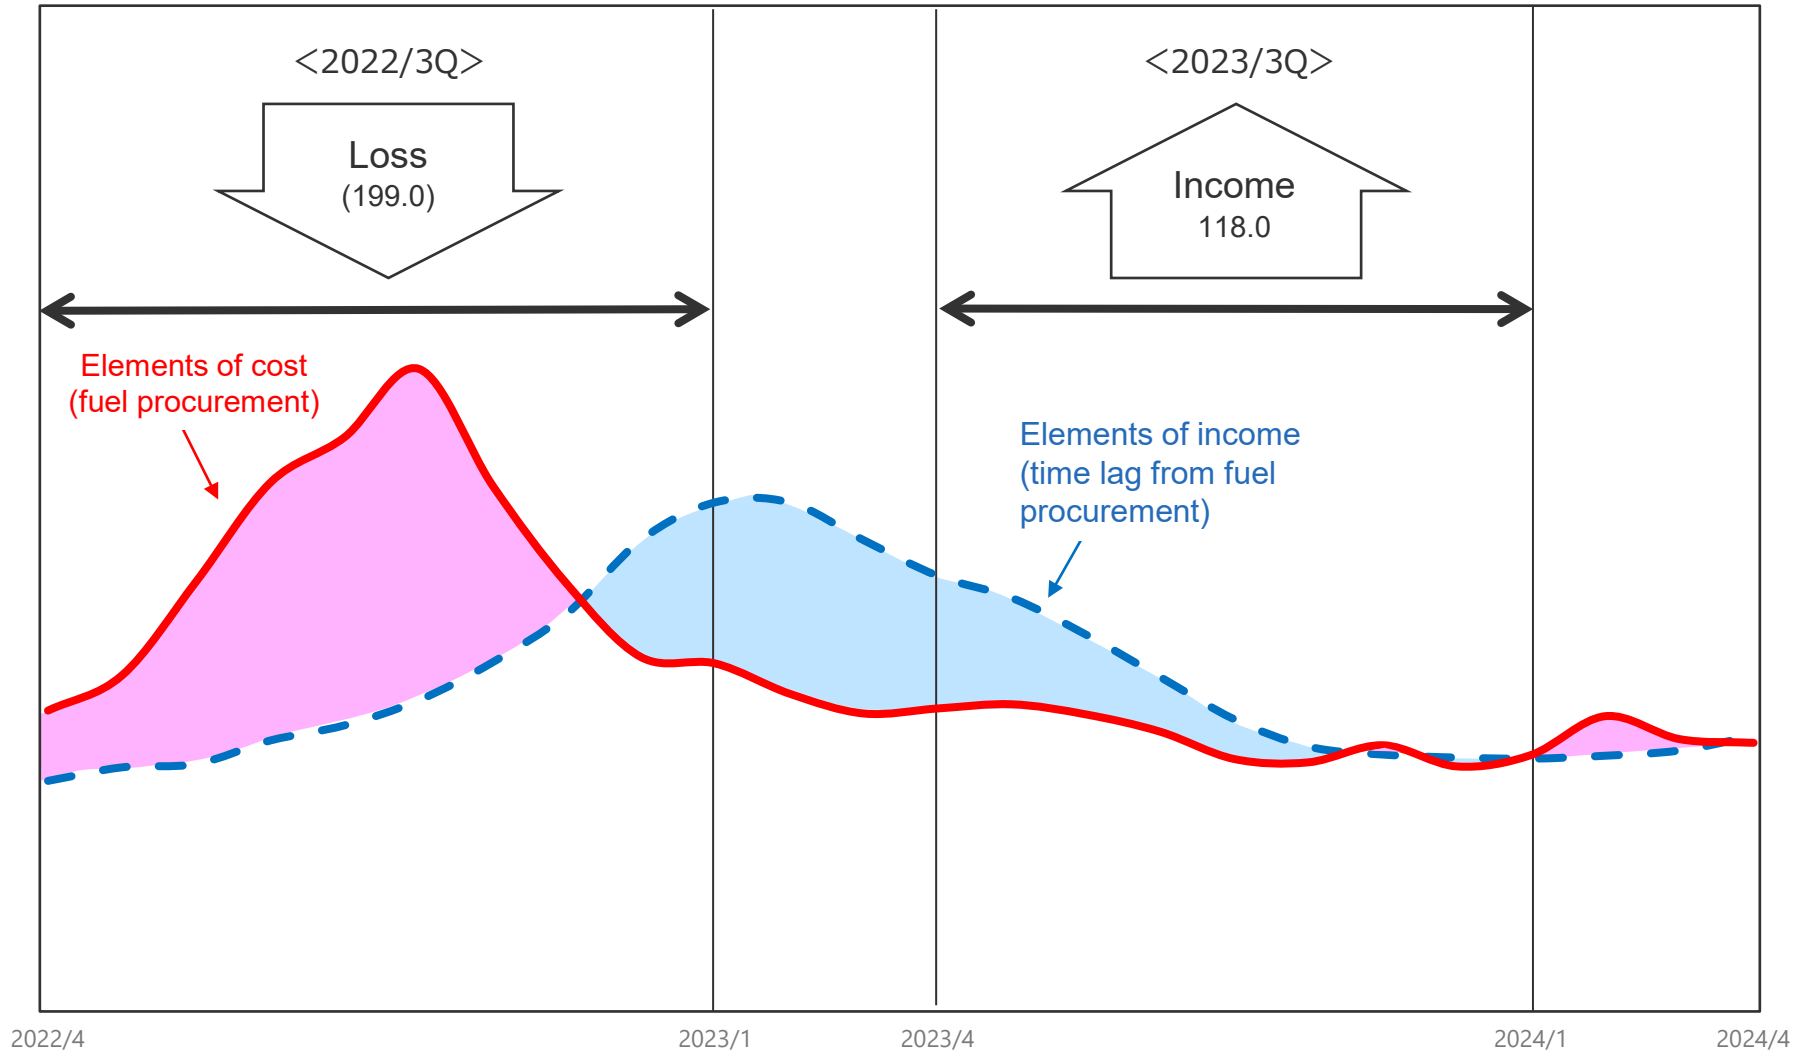 <2022/3Q>
Loss
(199.0)
<2023/3Q>
Income
118.0
Elements of cost
(fuel procurement)
Elements of income
(time lag from fuel
procurement)
2022/4
2023/1
2023/4
2024/1
2024/4